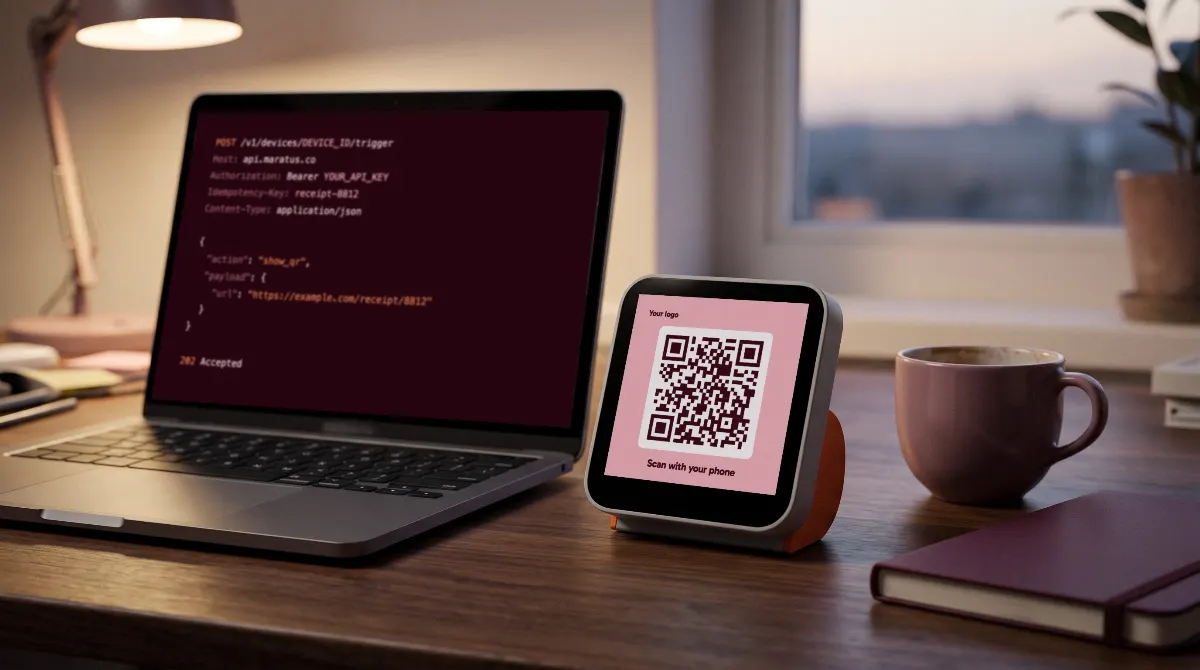 POST /v1/devices/DEVICE_ID/trigger
Host: api.maratus.co
Authorization: Bearer YOUR_API_KEY
Idempotency-Key: receipt-8812
Content-Type: application/json
{
"action": "show_qr",
"payload": {
"url": "https://example.com/receipt/8812"
}
}
202 Accepted
Your logo
Scan with your phone